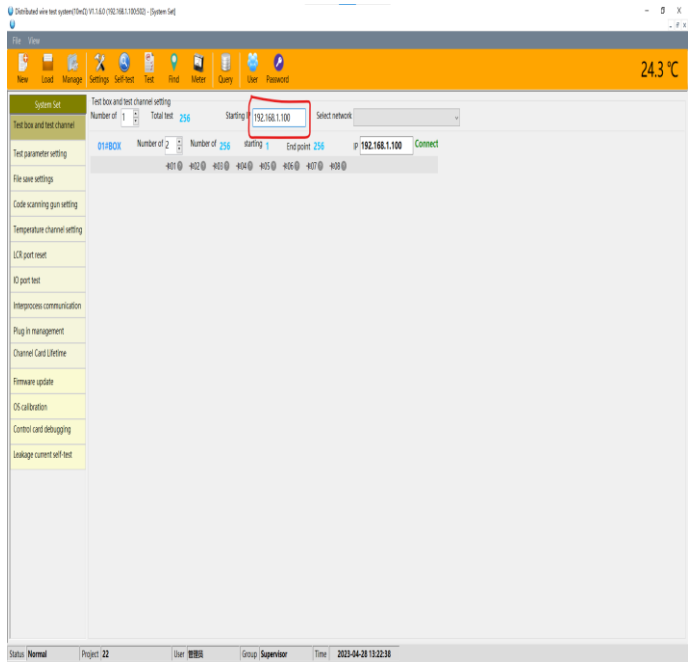 Distributed wire test system(10mΩ) V1.1.6.0 (192.168.1.100:502) - [System Set]
File View
New Load Manage Settings Self-test Test Find Meter Query User Password
24.3 ℃
System Set
Test box and test channel
Test parameter setting
File save settings
Code scanning gun setting
Temperature channel setting
LCR port reset
IO port test
Interprocess communication
Plug in management
Channel Card Lifetime
Firmware update
OS calibration
Control card debugging
Leakage current self-test
Test box and test channel setting
Number of 1 Total test 256 Starting IP 192.168.1.100 Select network
01#BOX Number of 2 Number of 256 starting 1 End point 256 IP 192.168.1.100 Connect
#01 #02 #03 #04 #05 #06 #07 #08
Status Normal Project 22 User 管理员 Group Supervisor Time 2023-04-28 13:22:38